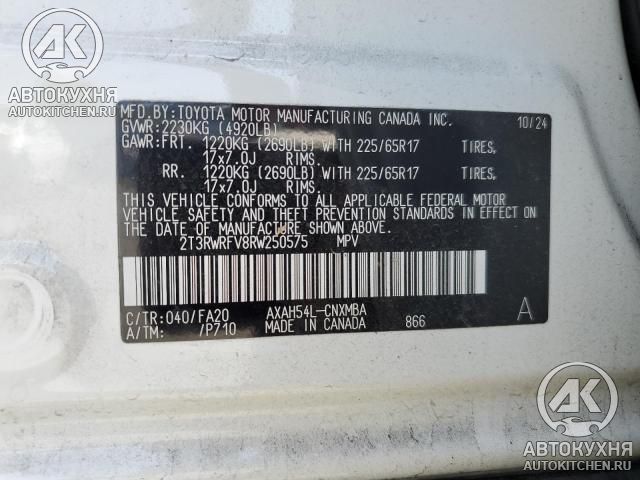 АК
АВТОКУХНЯ
AUTOKITCHEN.RU
MFD.BY:TOYOTA MOTOR MANUFACTURING CANADA INC. 10/24
GVWR:2230KG (4920LB)
GAWR:FRT. 1220KG (2690LB) WITH 225/65R17 TIRES,
17x7.0J RIMS.
RR. 1220KG (2690LB) WITH 225/65R17 TIRES,
17x7.0J RIMS.
THIS VEHICLE CONFORMS TO ALL APPLICABLE FEDERAL MOTOR
VEHICLE SAFETY AND THEFT PREVENTION STANDARDS IN EFFECT ON
THE DATE OF MANUFACTURE SHOWN ABOVE.
2T3RWRFV8RW250575 MPV
C/TR:040/FA20 AXAH54L-CNXMBA
A/TM: /P710 MADE IN CANADA 866 A
АК
АВТОКУХНЯ
AUTOKITCHEN.RU